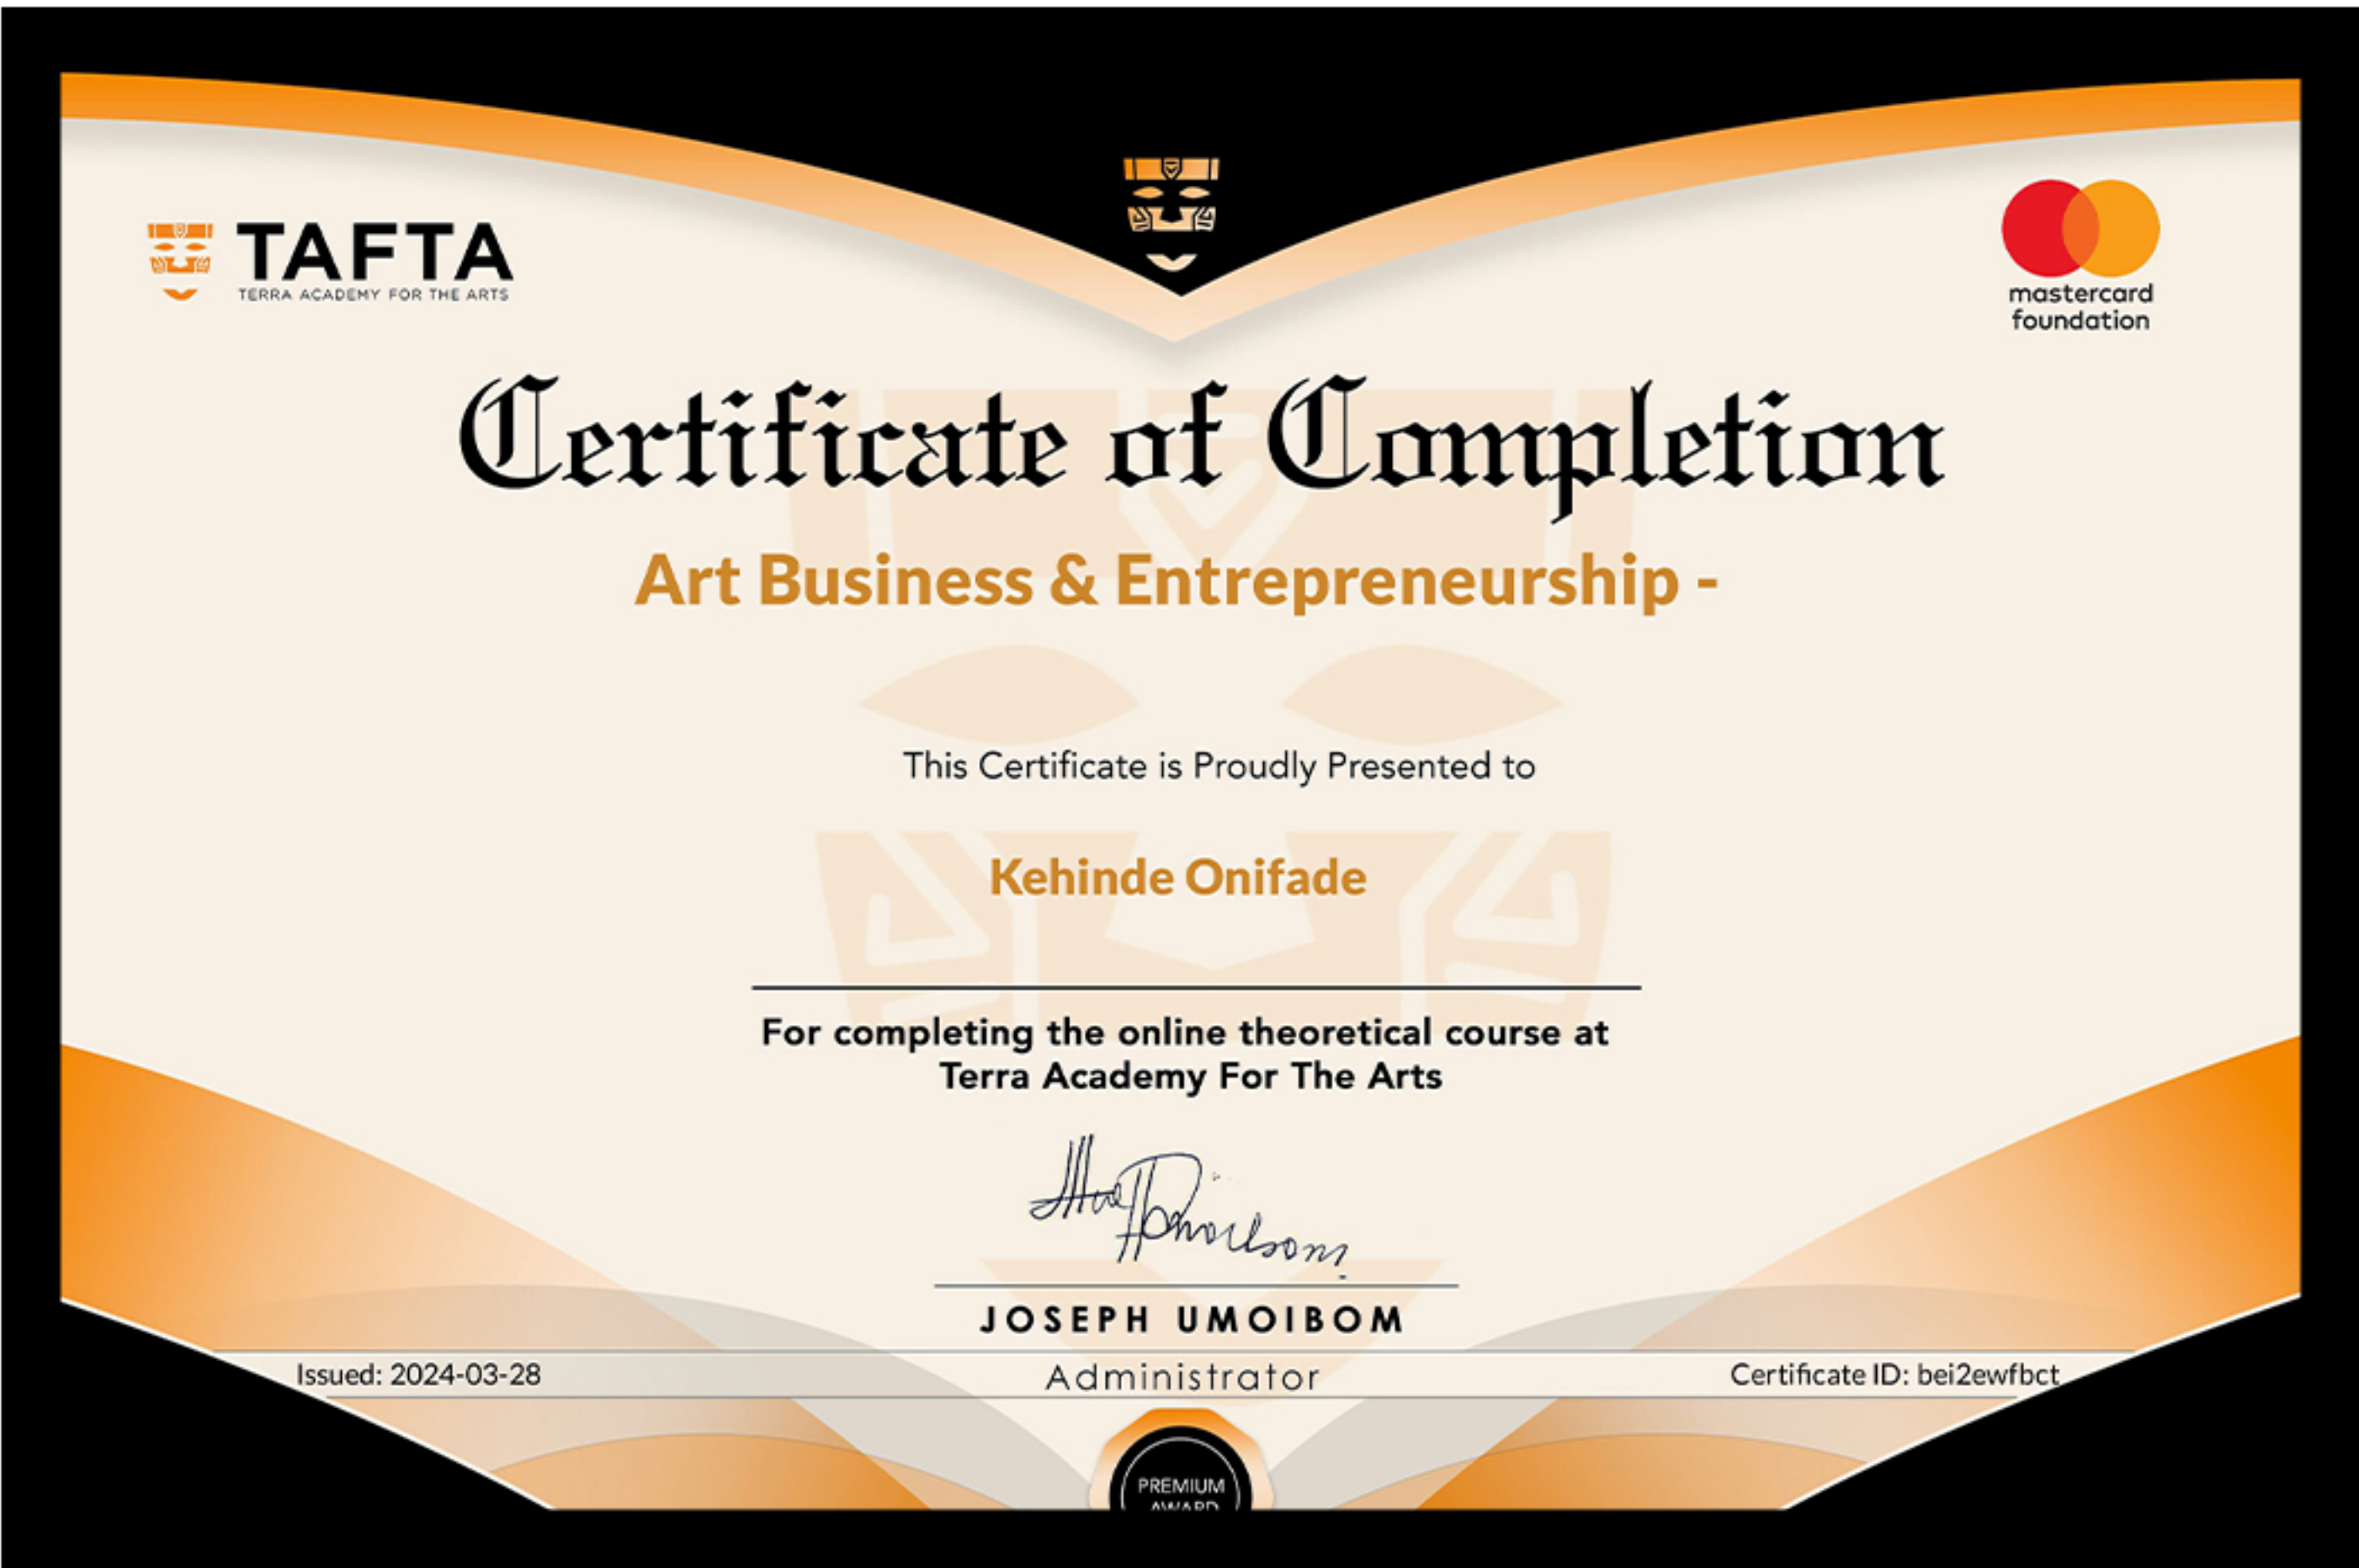 TAFTA
TERRA ACADEMY FOR THE ARTS
mastercard
foundation
Certificate of Completion
Art Business & Entrepreneurship -
This Certificate is Proudly Presented to
Kehinde Onifade
For completing the online theoretical course at
Terra Academy For The Arts
JOSEPH UMOIBOM
Administrator
Issued: 2024-03-28
Certificate ID: bei2ewfbct
PREMIUM
AWARD